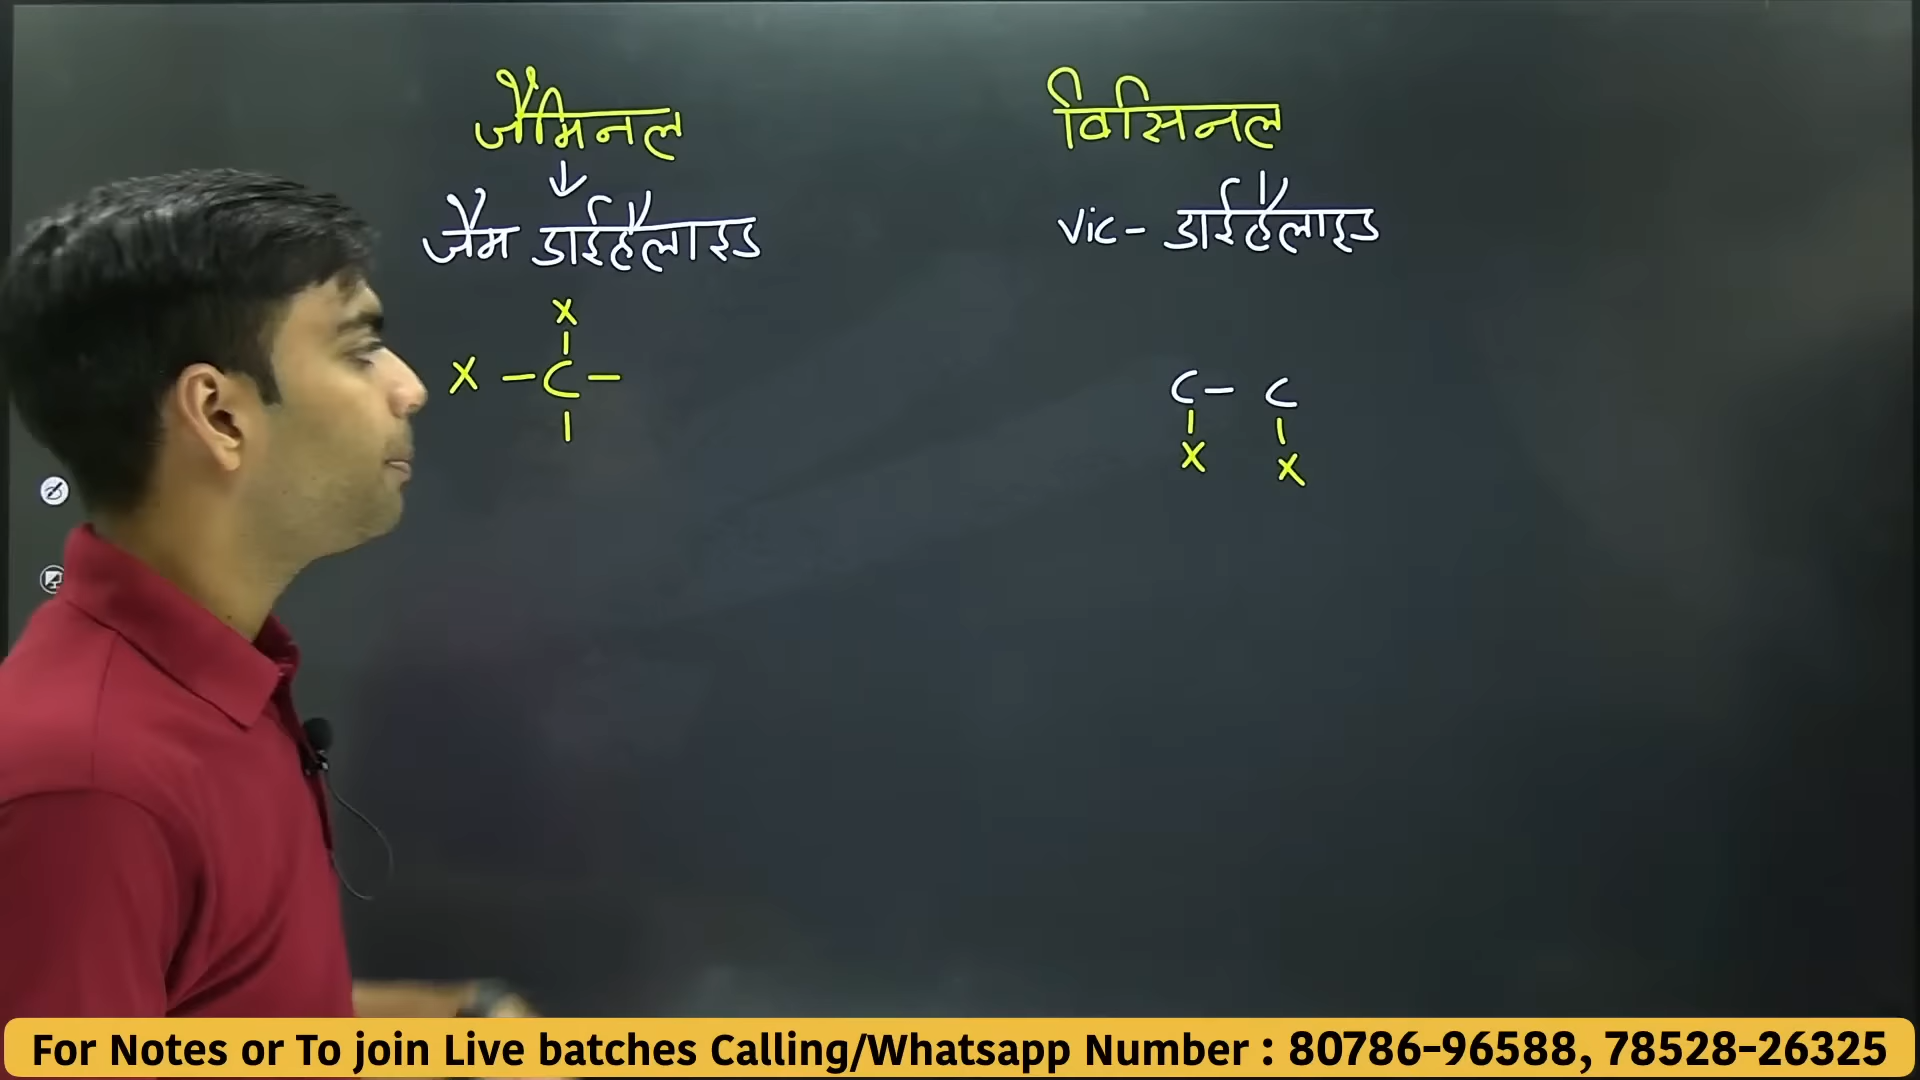 जैमिनल
↓
जैम डाईहैलाइड
X
|
X – C –
|
विसिनल
vic - डाईहैलाइड
C – C
| |
X X
For Notes or To join Live batches Calling/Whatsapp Number : 80786-96588, 78528-26325